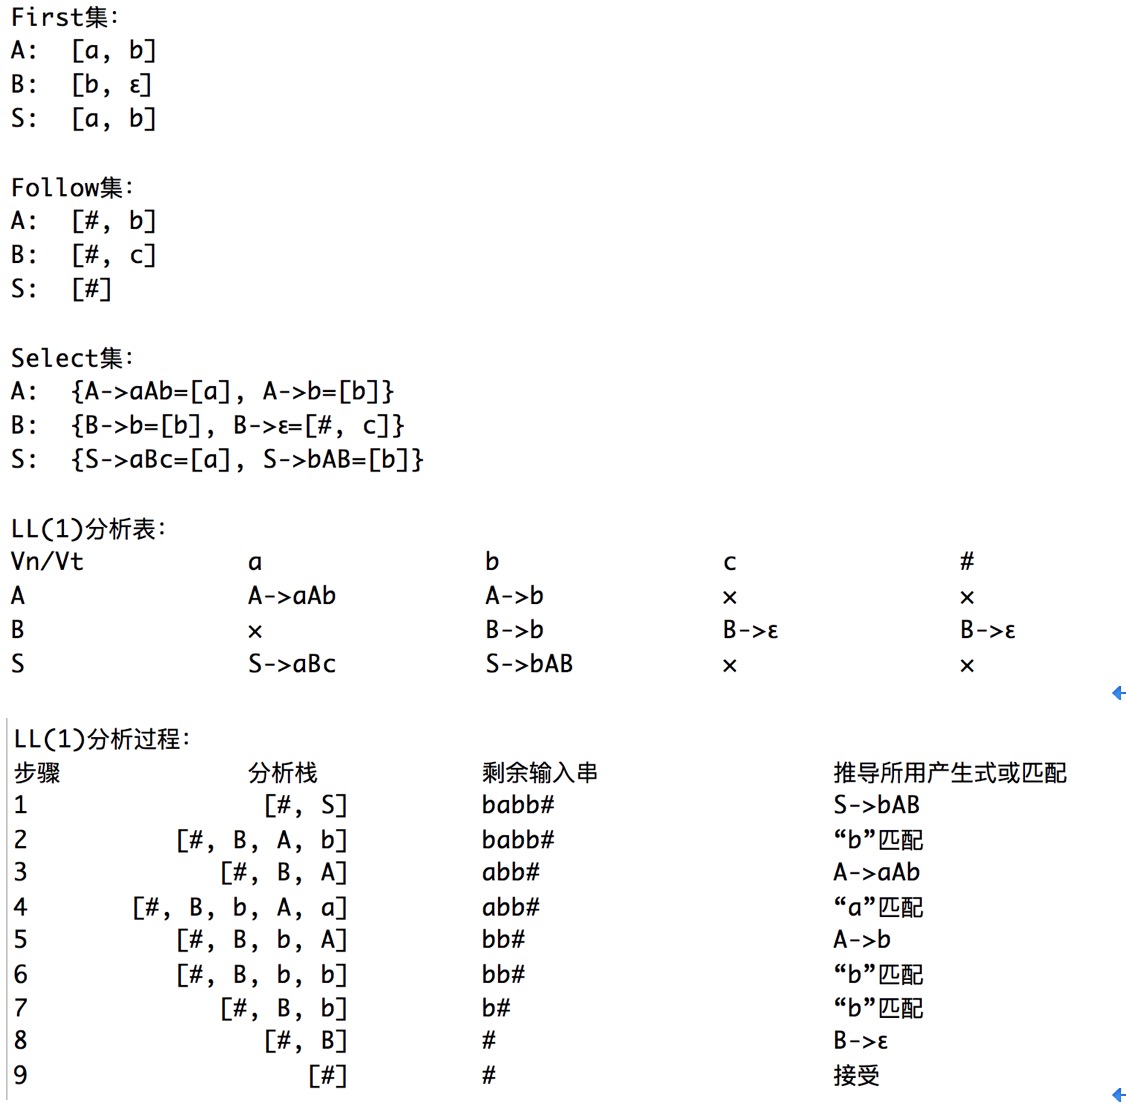 First集:
A: [a, b]
B: [b, ε]
S: [a, b]
Follow集:
A: [#, b]
B: [#, c]
S: [#]
Select集:
A: {A->aAb=[a], A->b=[b]}
B: {B->b=[b], B->ε=[#, c]}
S: {S->aBc=[a], S->bAB=[b]}
LL(1)分析表:
Vn/Vt a b c #
A A->aAb A->b × ×
B × B->b B->ε B->ε
S S->aBc S->bAB × ×
LL(1)分析过程:
步骤 分析栈 剩余输入串 推导所用产生式或匹配
1 [#, S] babb# S->bAB
2 [#, B, A, b] babb# “b”匹配
3 [#, B, A] abb# A->aAb
4 [#, B, b, A, a] abb# “a”匹配
5 [#, B, b, A] bb# A->b
6 [#, B, b, b] bb# “b”匹配
7 [#, B, b] b# “b”匹配
8 [#, B] # B->ε
9 [#] # 接受